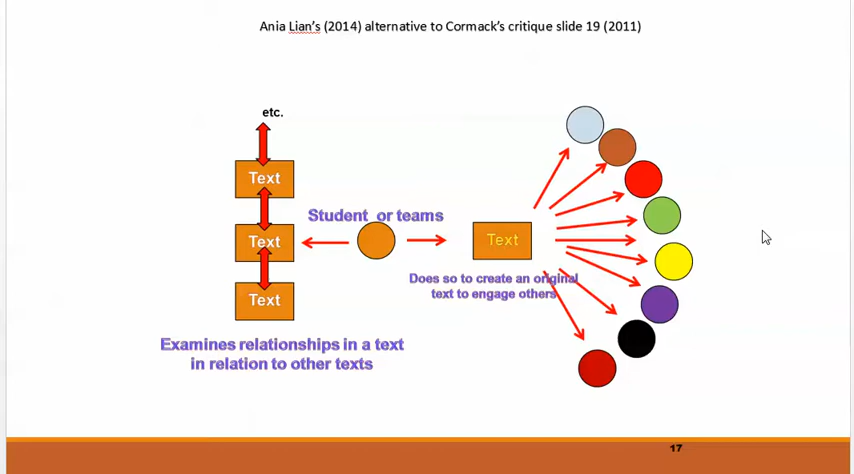 Ania Lian's (2014) alternative to Cormack's critique slide 19 (2011)
etc.
Text
Student or teams
Text
Text
Does so to create an original
text to engage others
Text
Examines relationships in a text
in relation to other texts
17